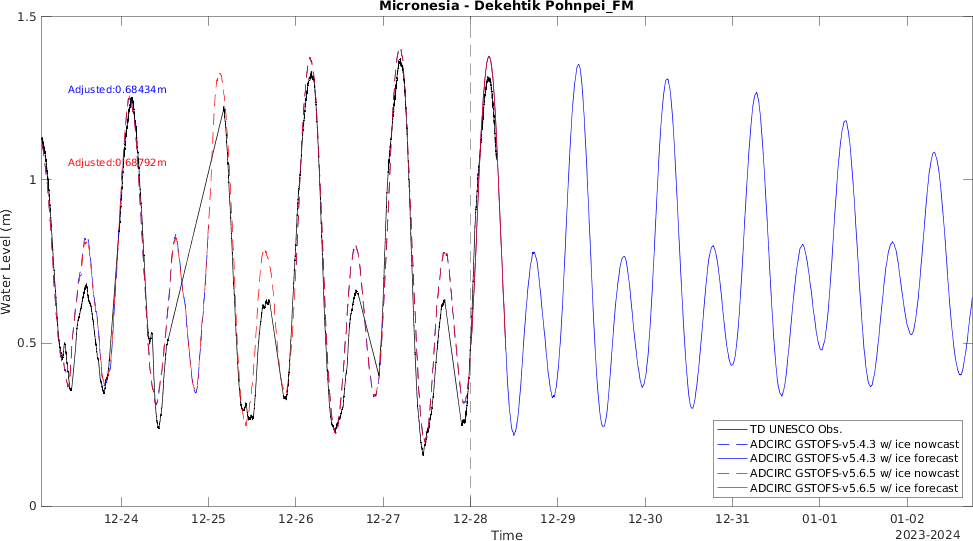 Micronesia - Dekehtik Pohnpei_FM
1.5
Adjusted:0.68434m
Adjusted:0.68792m
1
0.5
0
Water Level (m)
TD UNESCO Obs.
ADCIRC GSTOFS-v5.4.3 w/ ice nowcast
ADCIRC GSTOFS-v5.4.3 w/ ice forecast
ADCIRC GSTOFS-v5.6.5 w/ ice nowcast
ADCIRC GSTOFS-v5.6.5 w/ ice forecast
12-24 12-25 12-26 12-27 12-28 12-29 12-30 12-31 01-01 01-02
Time
2023-2024